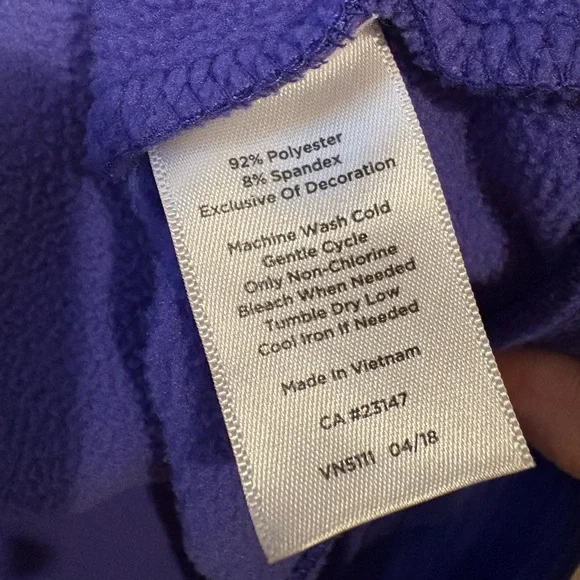 92% Polyester
8% Spandex
Exclusive Of Decoration
Machine Wash Cold
Gentle Cycle
Only Non-Chlorine
Bleach When Needed
Tumble Dry Low
Cool Iron If Needed
Made In Vietnam
CA #23147
VN5111 04/18